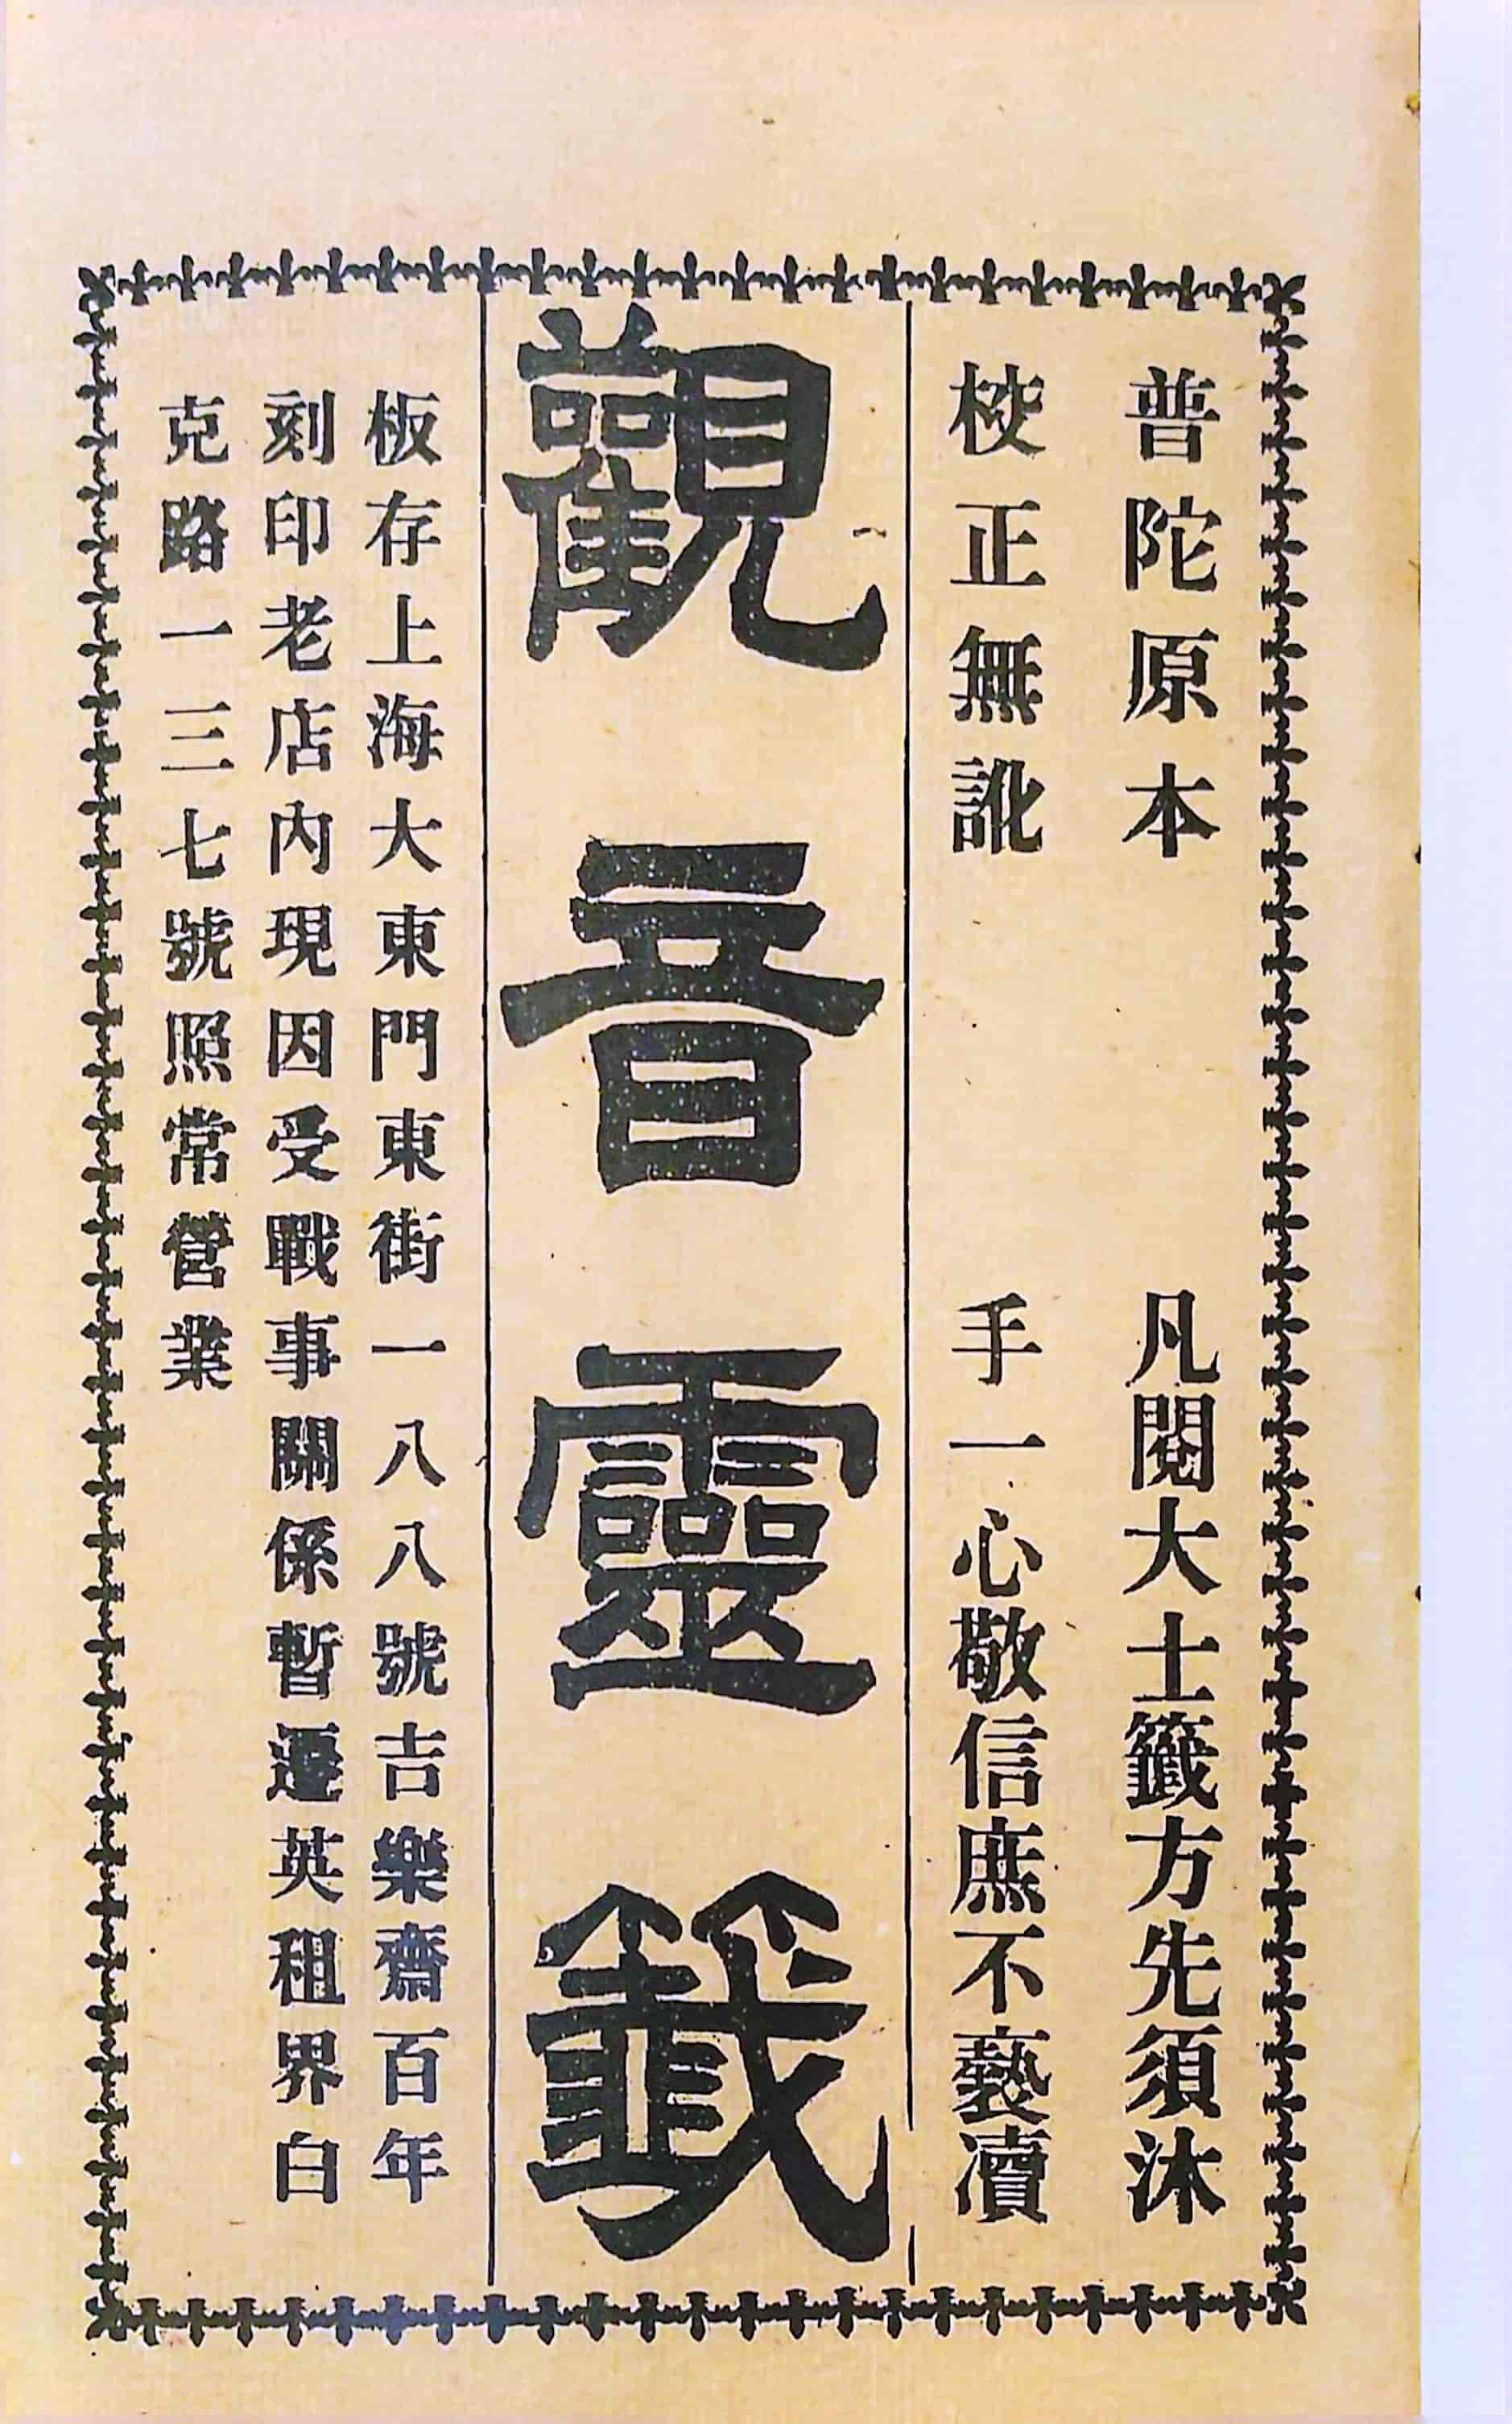 普陀原本 凡閱大士籤方先須沐
校正無訛 手一心敬信庶不褻瀆
觀音靈籤
板存上海大東門東街一八八號吉樂齋百年
刻印老店內現因受戰事關係暫遷英租界白
克路一三七號照常營業